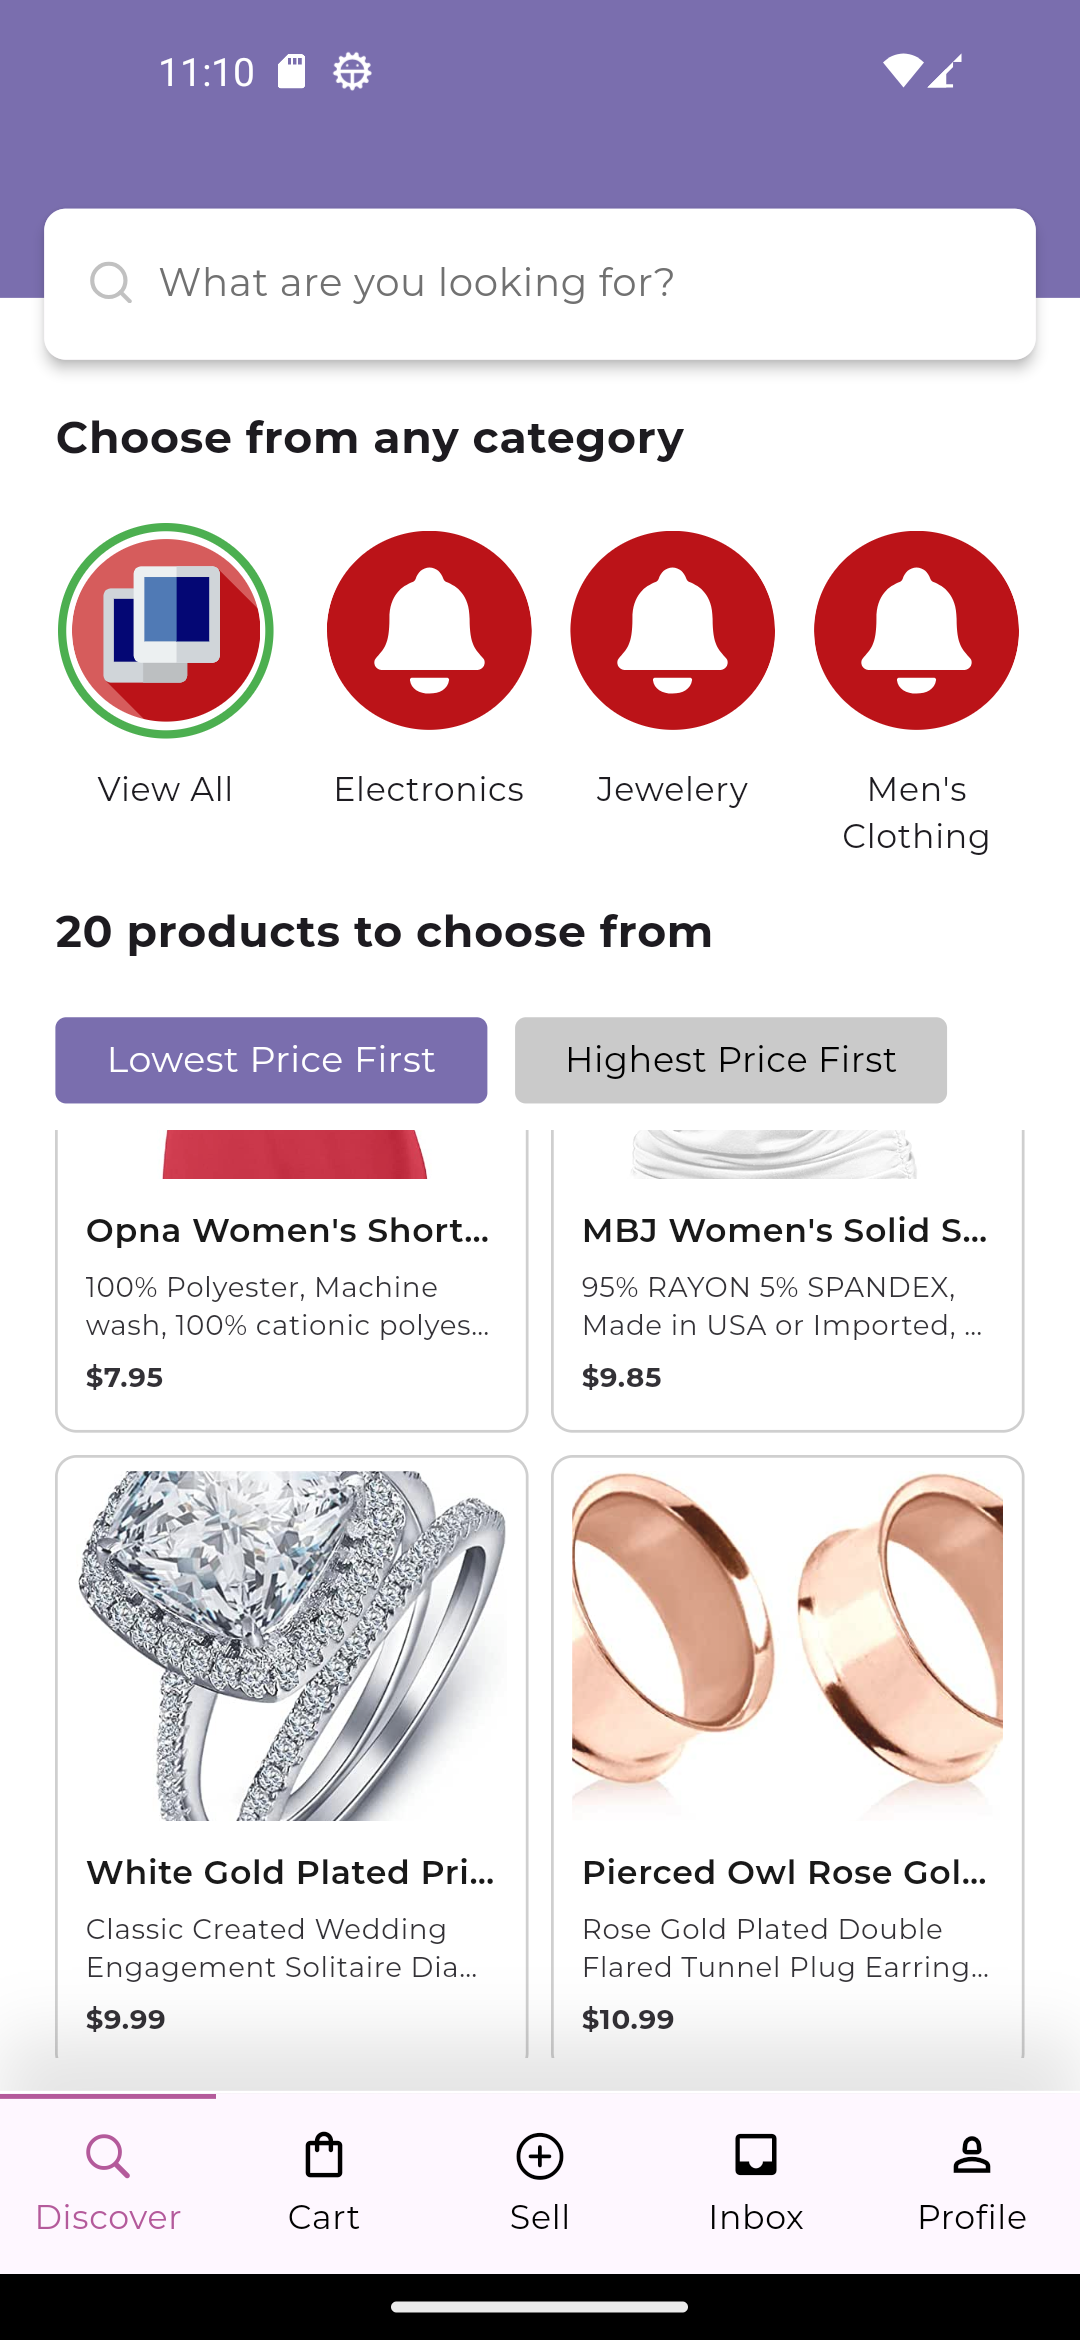 11:10
What are you looking for?
Choose from any category
View All
Electronics
Jewelery
Men's
Clothing
20 products to choose from
Lowest Price First
Highest Price First
Opna Women's Short...
100% Polyester, Machine
wash, 100% cationic polyes...
$7.95
MBJ Women's Solid S...
95% RAYON 5% SPANDEX,
Made in USA or Imported, ...
$9.85
White Gold Plated Pri...
Classic Created Wedding
Engagement Solitaire Dia...
$9.99
Pierced Owl Rose Gol...
Rose Gold Plated Double
Flared Tunnel Plug Earring...
$10.99
Discover
Cart
Sell
Inbox
Profile